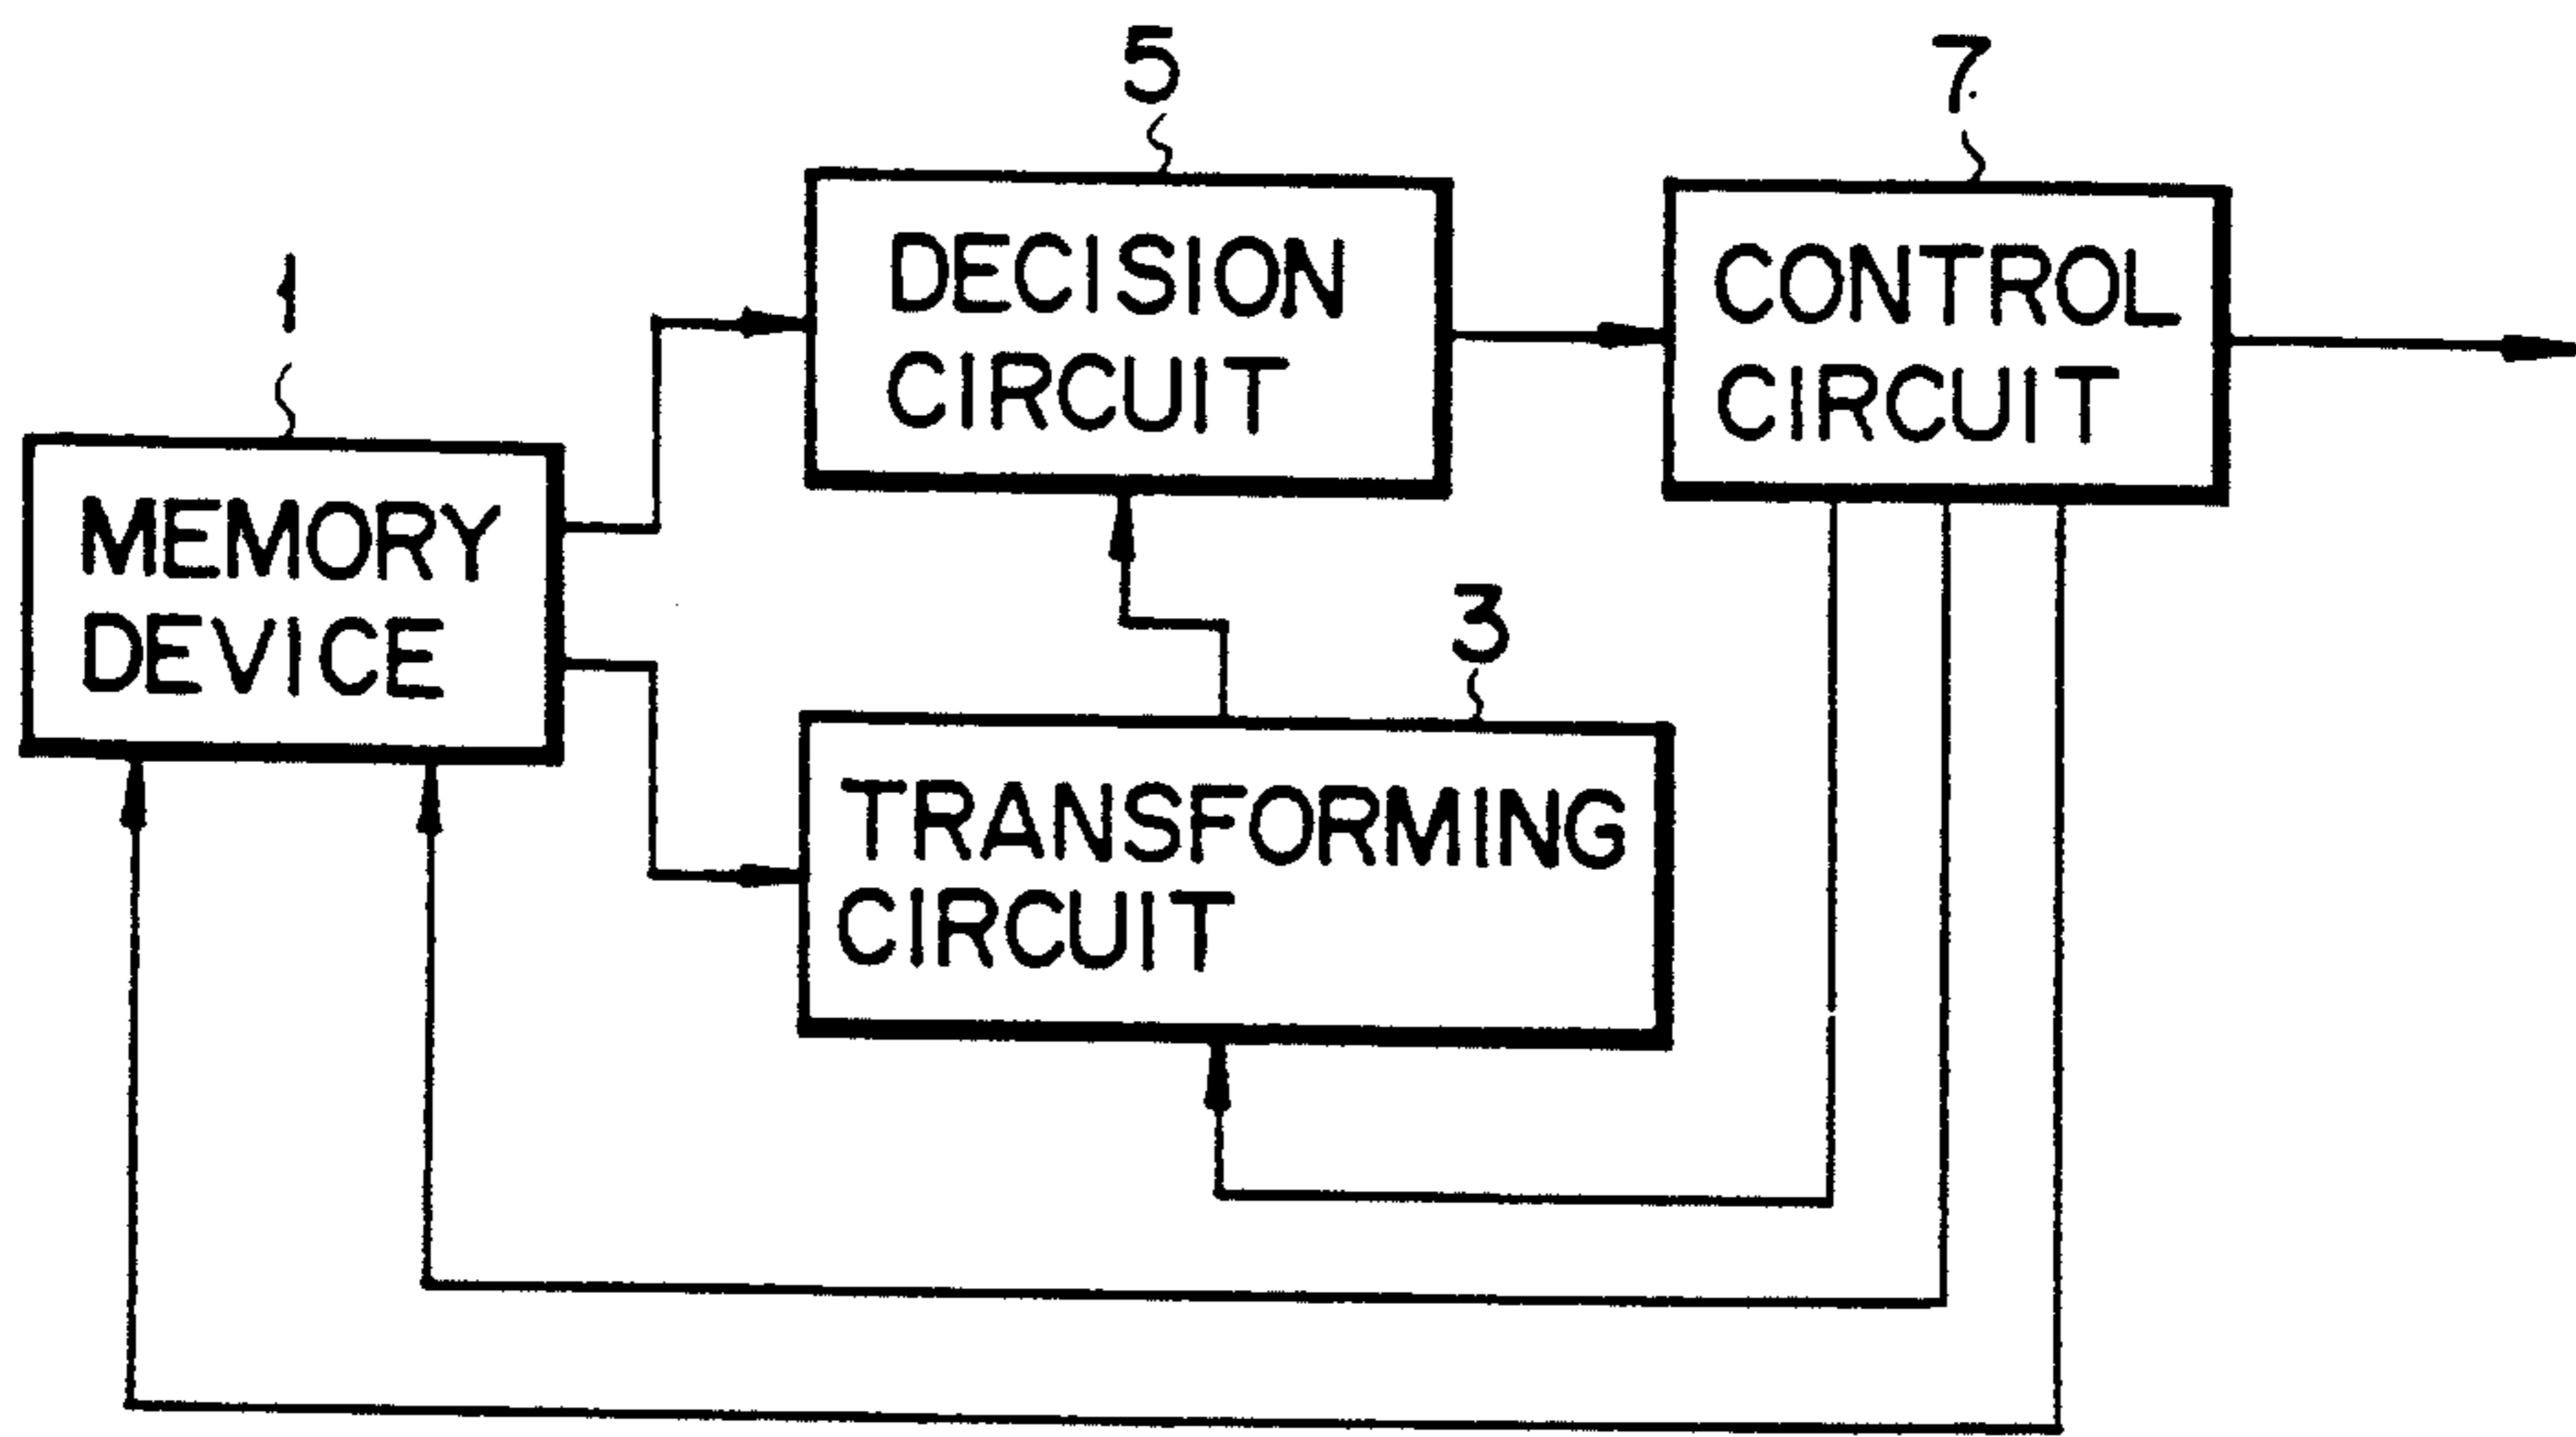 5
7
DECISION
CIRCUIT
CONTROL
CIRCUIT
1
MEMORY
DEVICE
3
TRANSFORMING
CIRCUIT